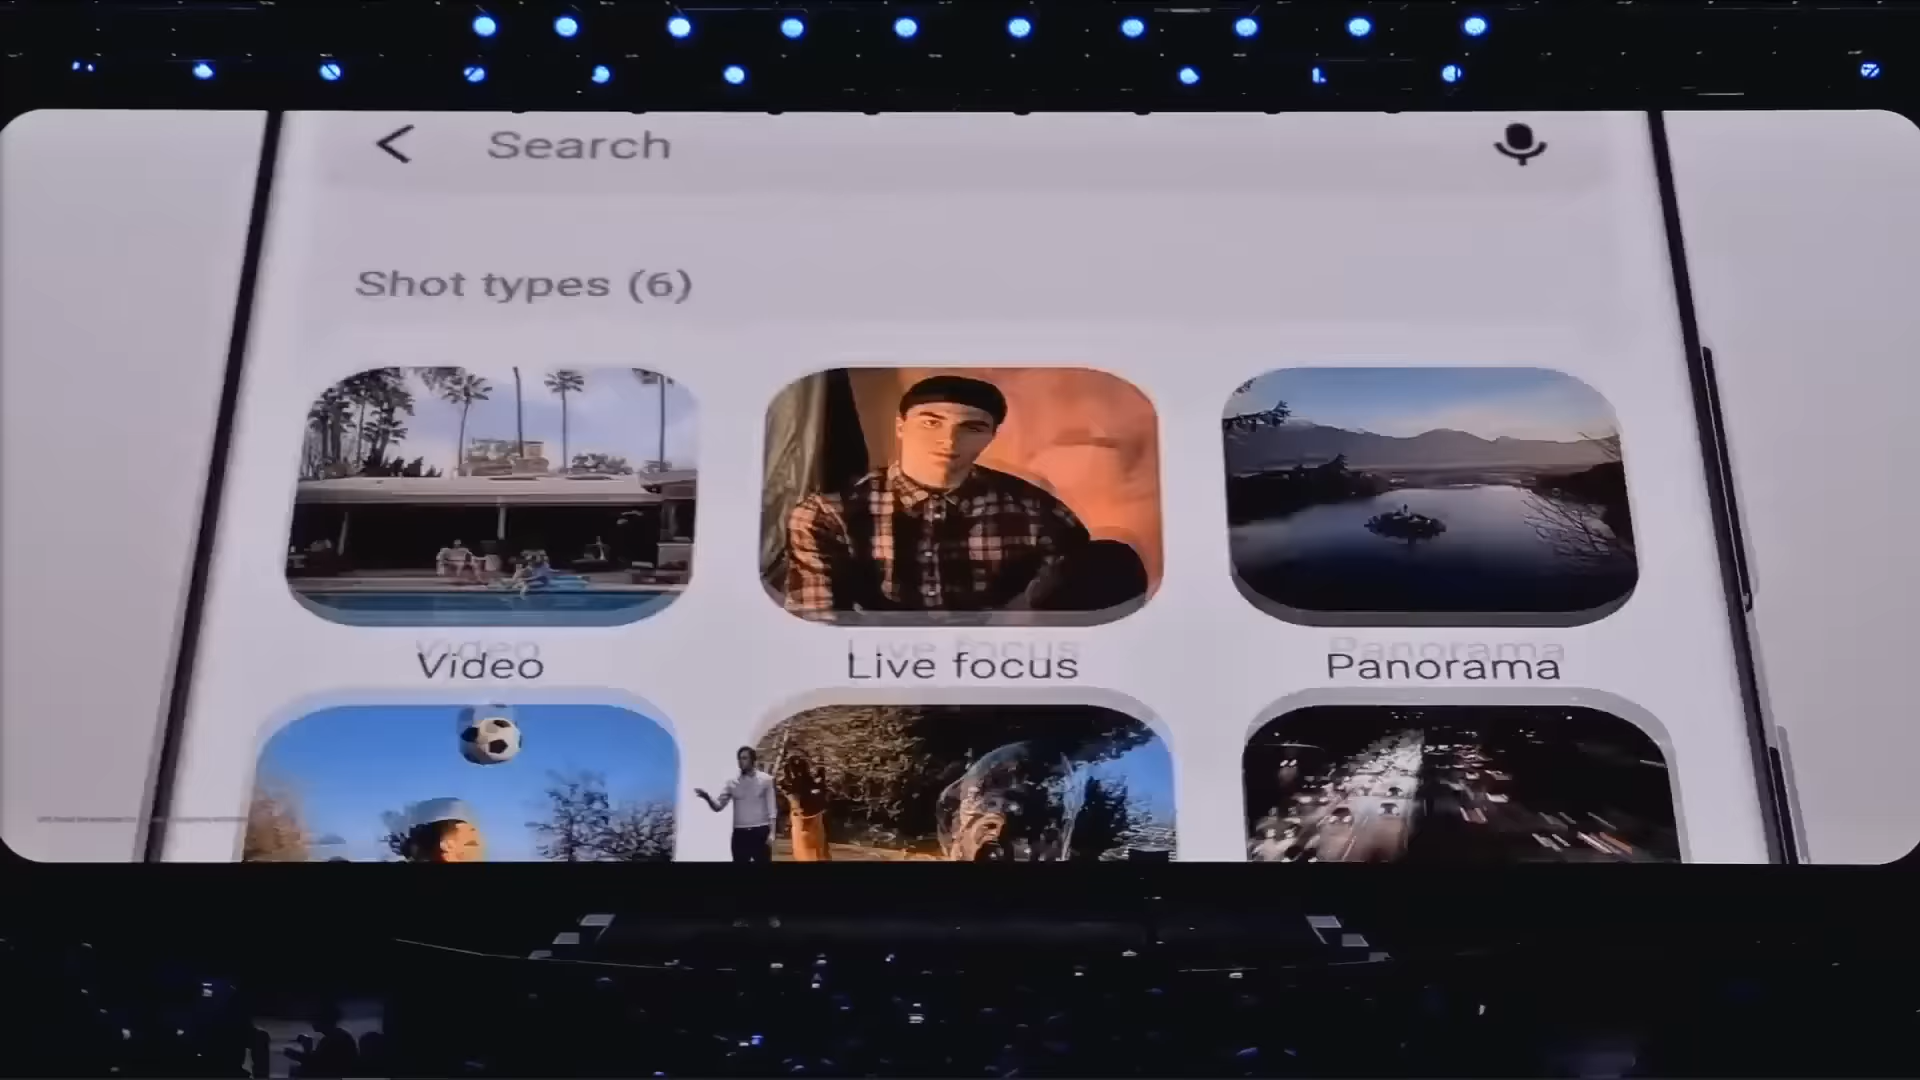 Search
Shot types (6)
Video
Live focus
Panorama